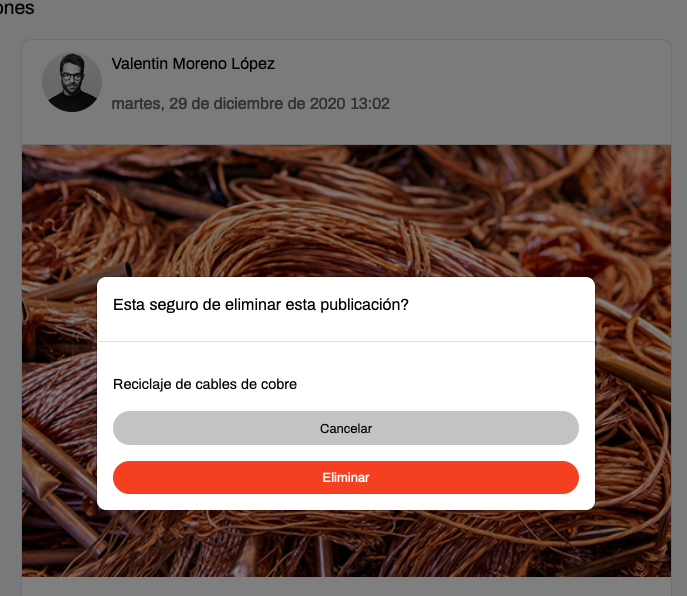 ones
Valentin Moreno López
martes, 29 de diciembre de 2020 13:02
Esta seguro de eliminar esta publicación?
Reciclaje de cables de cobre
Cancelar
Eliminar